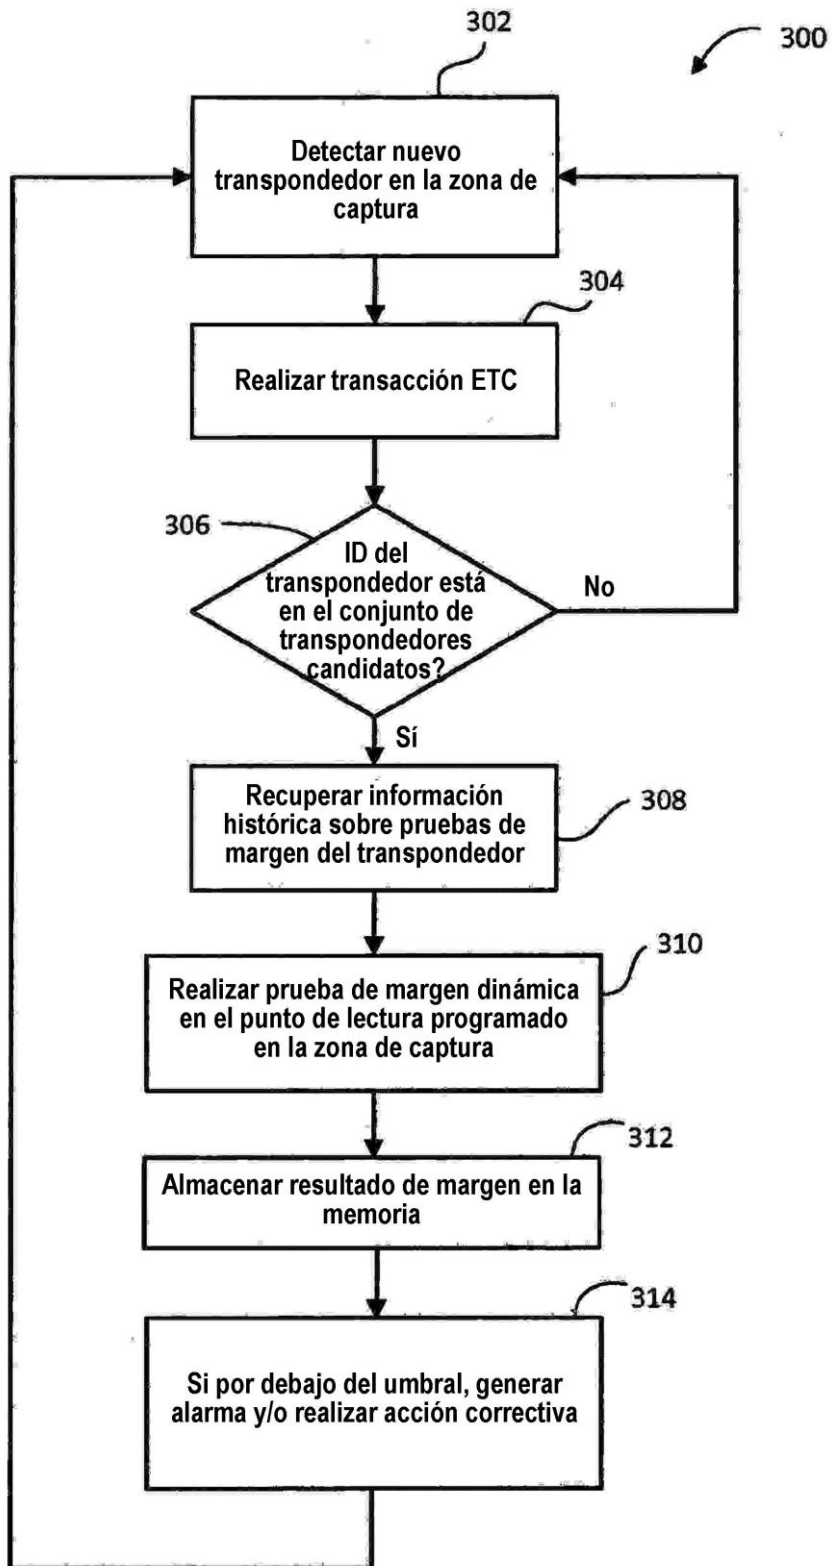 302
300
Detectar nuevo
transpondedor en la zona de
captura
304
Realizar transacción ETC
306
ID del
transpondedor está
en el conjunto de
transpondedores
candidatos?
No
Sí
Recuperar información
histórica sobre pruebas de
margen del transpondedor
308
310
Realizar prueba de margen dinámica
en el punto de lectura programado
en la zona de captura
312
Almacenar resultado de margen en la
memoria
314
Si por debajo del umbral, generar
alarma y/o realizar acción correctiva